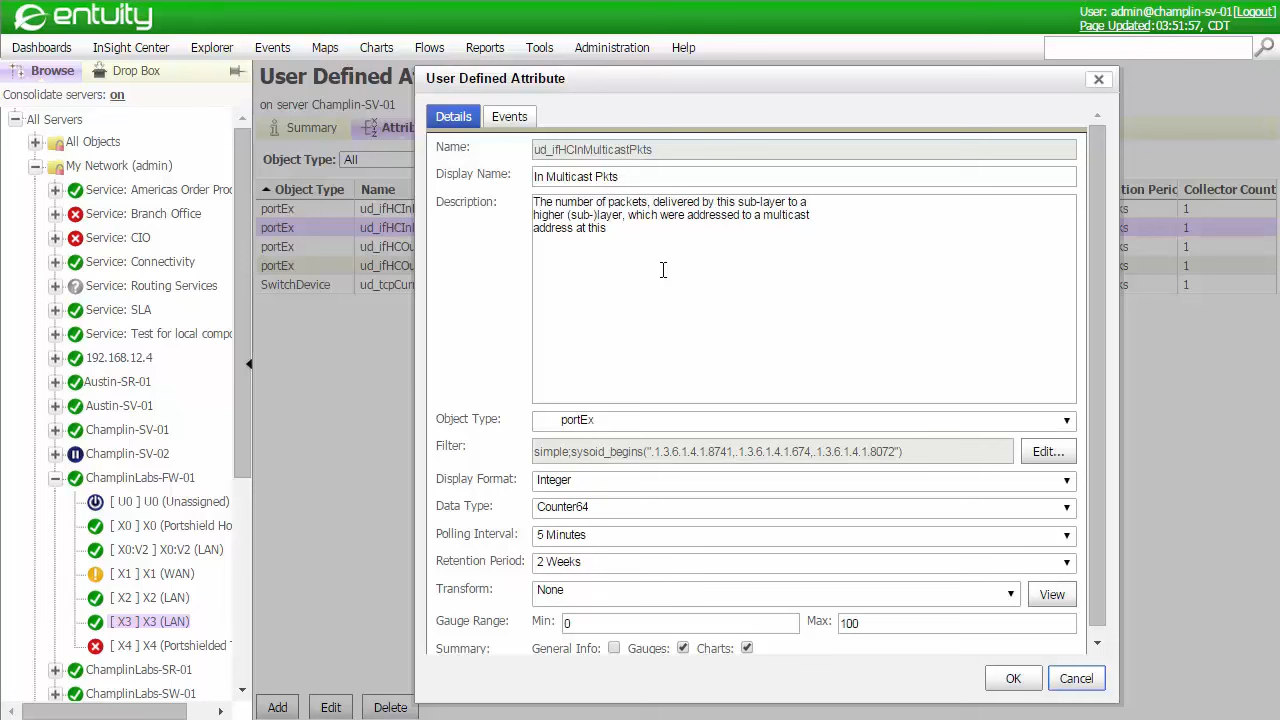 entuity
User: admin@champlin-sv-01[Logout]
Page Updated: 03:51:57, CDT
Dashboards InSight Center Explorer Events Maps Charts Flows Reports Tools Administration Help
Browse Drop Box
Consolidate servers: on
All Servers
All Objects
My Network (admin)
Service: Americas Order Proc
Service: Branch Office
Service: CIO
Service: Connectivity
Service: Routing Services
Service: SLA
Service: Test for local compo
192.168.12.4
Austin-SR-01
Austin-SV-01
Champlin-SV-01
Champlin-SV-02
ChamplinLabs-FW-01
[ U0 ] U0 (Unassigned)
[ X0 ] X0 (Portshield Ho
[ X0:V2 ] X0:V2 (LAN)
[ X1 ] X1 (WAN)
[ X2 ] X2 (LAN)
[ X3 ] X3 (LAN)
[ X4 ] X4 (Portshielded
ChamplinLabs-SR-01
ChamplinLabs-SW-01
User Defined At
on server Champlin-SV-01
Summary Attrib
Object Type: All
Object Type Name
portEx ud_ifHCInl
portEx ud_ifHCInl
portEx ud_ifHCOu
portEx ud_ifHCOu
SwitchDevice ud_tcpCurr
Add Edit Delete
tion Peric Collector Count
ks 1
ks 1
ks 1
ks 1
ks 1
User Defined Attribute
Details Events
Name: ud_ifHCInMulticastPkts
Display Name: In Multicast Pkts
Description: The number of packets, delivered by this sub-layer to a
higher (sub-)layer, which were addressed to a multicast
address at this
Object Type: portEx
Filter: simple;sysoid_begins(".1.3.6.1.4.1.8741,.1.3.6.1.4.1.674,.1.3.6.1.4.1.8072") Edit...
Display Format: Integer
Data Type: Counter64
Polling Interval: 5 Minutes
Retention Period: 2 Weeks
Transform: None View
Gauge Range: Min: 0 Max: 100
Summary: General Info: Gauges: Charts:
OK Cancel